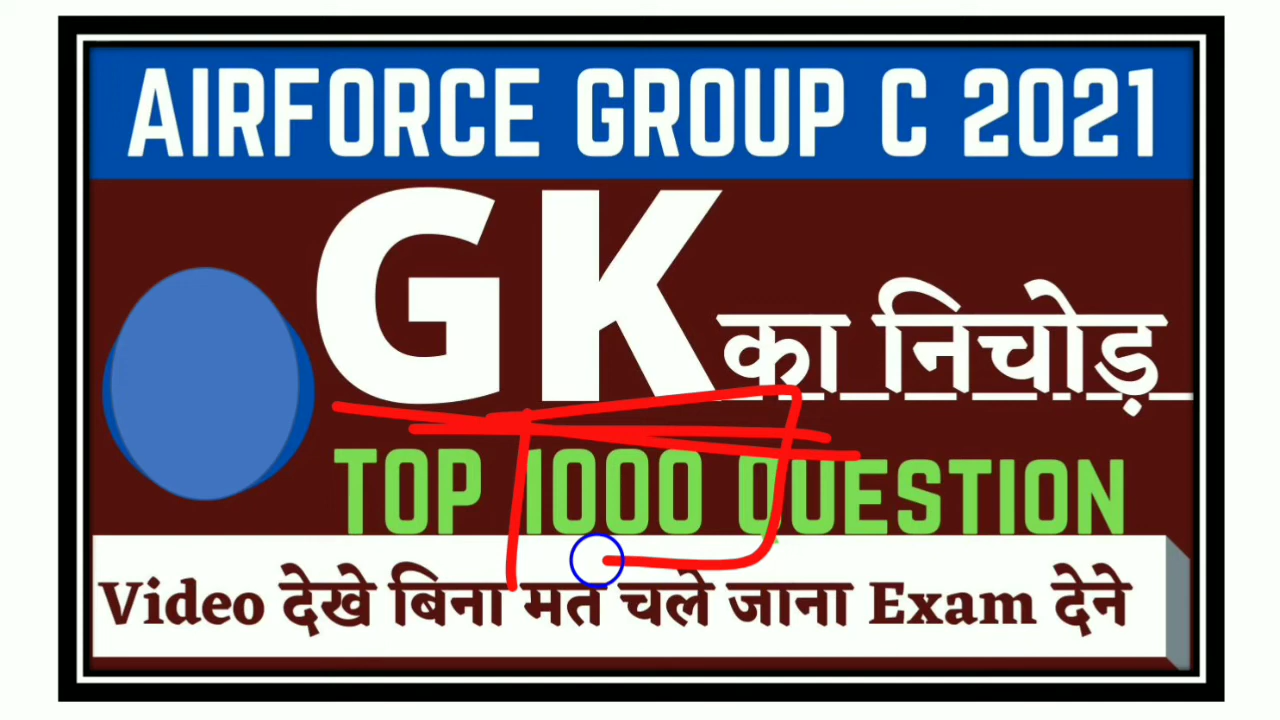 AIRFORCE GROUP C 2021
GK का निचोड़
TOP 1000 QUESTION
Video देखे बिना मत चले जाना Exam देने